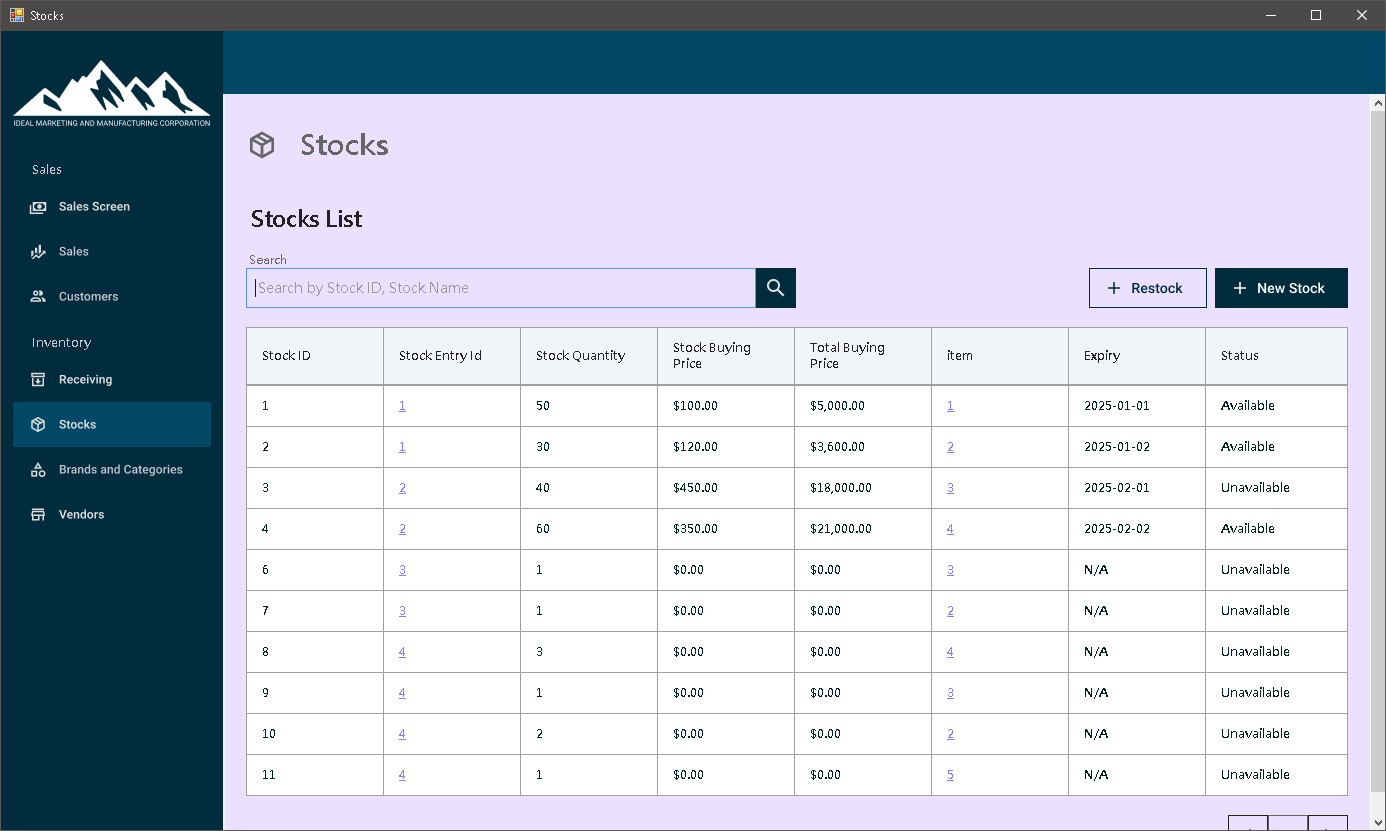 Stocks
IDEAL MARKETING AND MANUFACTURING CORPORATION
Sales
Sales Screen
Sales
Customers
Inventory
Receiving
Stocks
Brands and Categories
Vendors
Stocks
Stocks List
Search
Search by Stock ID, Stock Name
+ Restock
+ New Stock
Stock ID Stock Entry Id Stock Quantity Stock Buying Price Total Buying Price item Expiry Status
1 1 50 $100.00 $5,000.00 1 2025-01-01 Available
2 1 30 $120.00 $3,600.00 2 2025-01-02 Available
3 2 40 $450.00 $18,000.00 3 2025-02-01 Unavailable
4 2 60 $350.00 $21,000.00 4 2025-02-02 Available
6 3 1 $0.00 $0.00 3 N/A Unavailable
7 3 1 $0.00 $0.00 2 N/A Unavailable
8 4 3 $0.00 $0.00 4 N/A Unavailable
9 4 1 $0.00 $0.00 3 N/A Unavailable
10 4 2 $0.00 $0.00 2 N/A Unavailable
11 4 1 $0.00 $0.00 5 N/A Unavailable